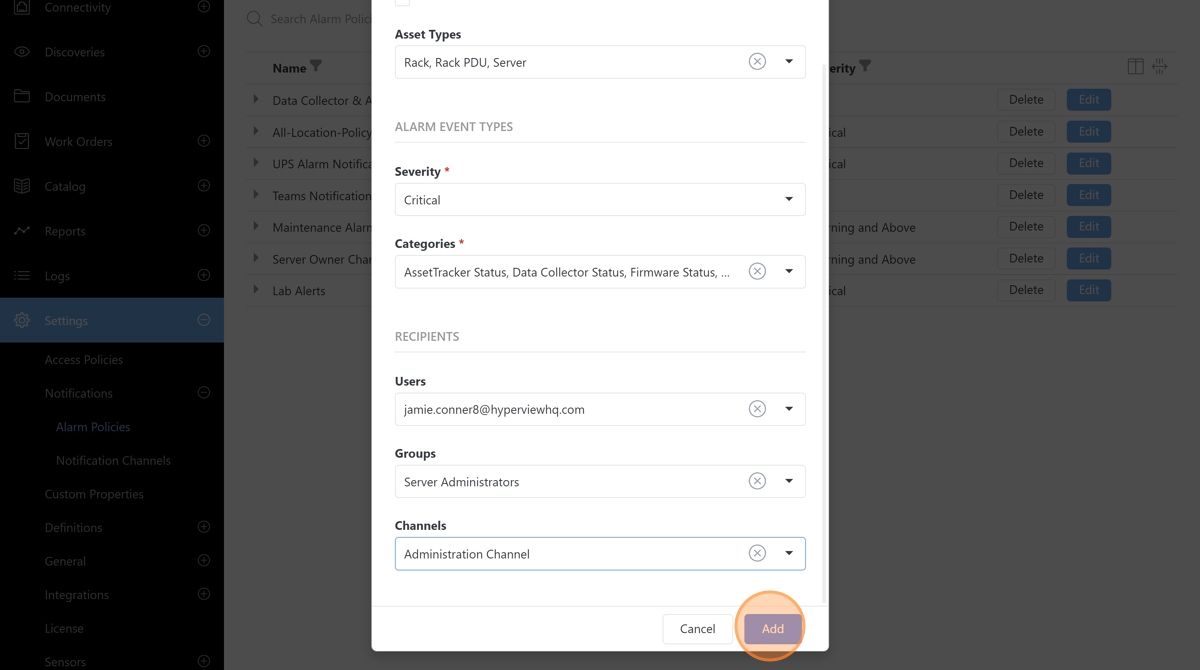 Connectivity
Discoveries
Documents
Work Orders
Catalog
Reports
Logs
Settings
Access Policies
Notifications
Alarm Policies
Notification Channels
Custom Properties
Definitions
General
Integrations
License
Sensors
Search Alarm Polici
Name
erity
Data Collector & A
Delete Edit
All-Location-Policy
ical
Delete Edit
UPS Alarm Notifica
ical
Delete Edit
Teams Notification
Delete Edit
Maintenance Alarm
ning and Above
Delete Edit
Server Owner Chan
ning and Above
Delete Edit
Lab Alerts
ical
Delete Edit
Asset Types
Rack, Rack PDU, Server
ALARM EVENT TYPES
Severity *
Critical
Categories *
AssetTracker Status, Data Collector Status, Firmware Status, ...
RECIPIENTS
Users
jamie.conner8@hyperviewhq.com
Groups
Server Administrators
Channels
Administration Channel
Cancel Add